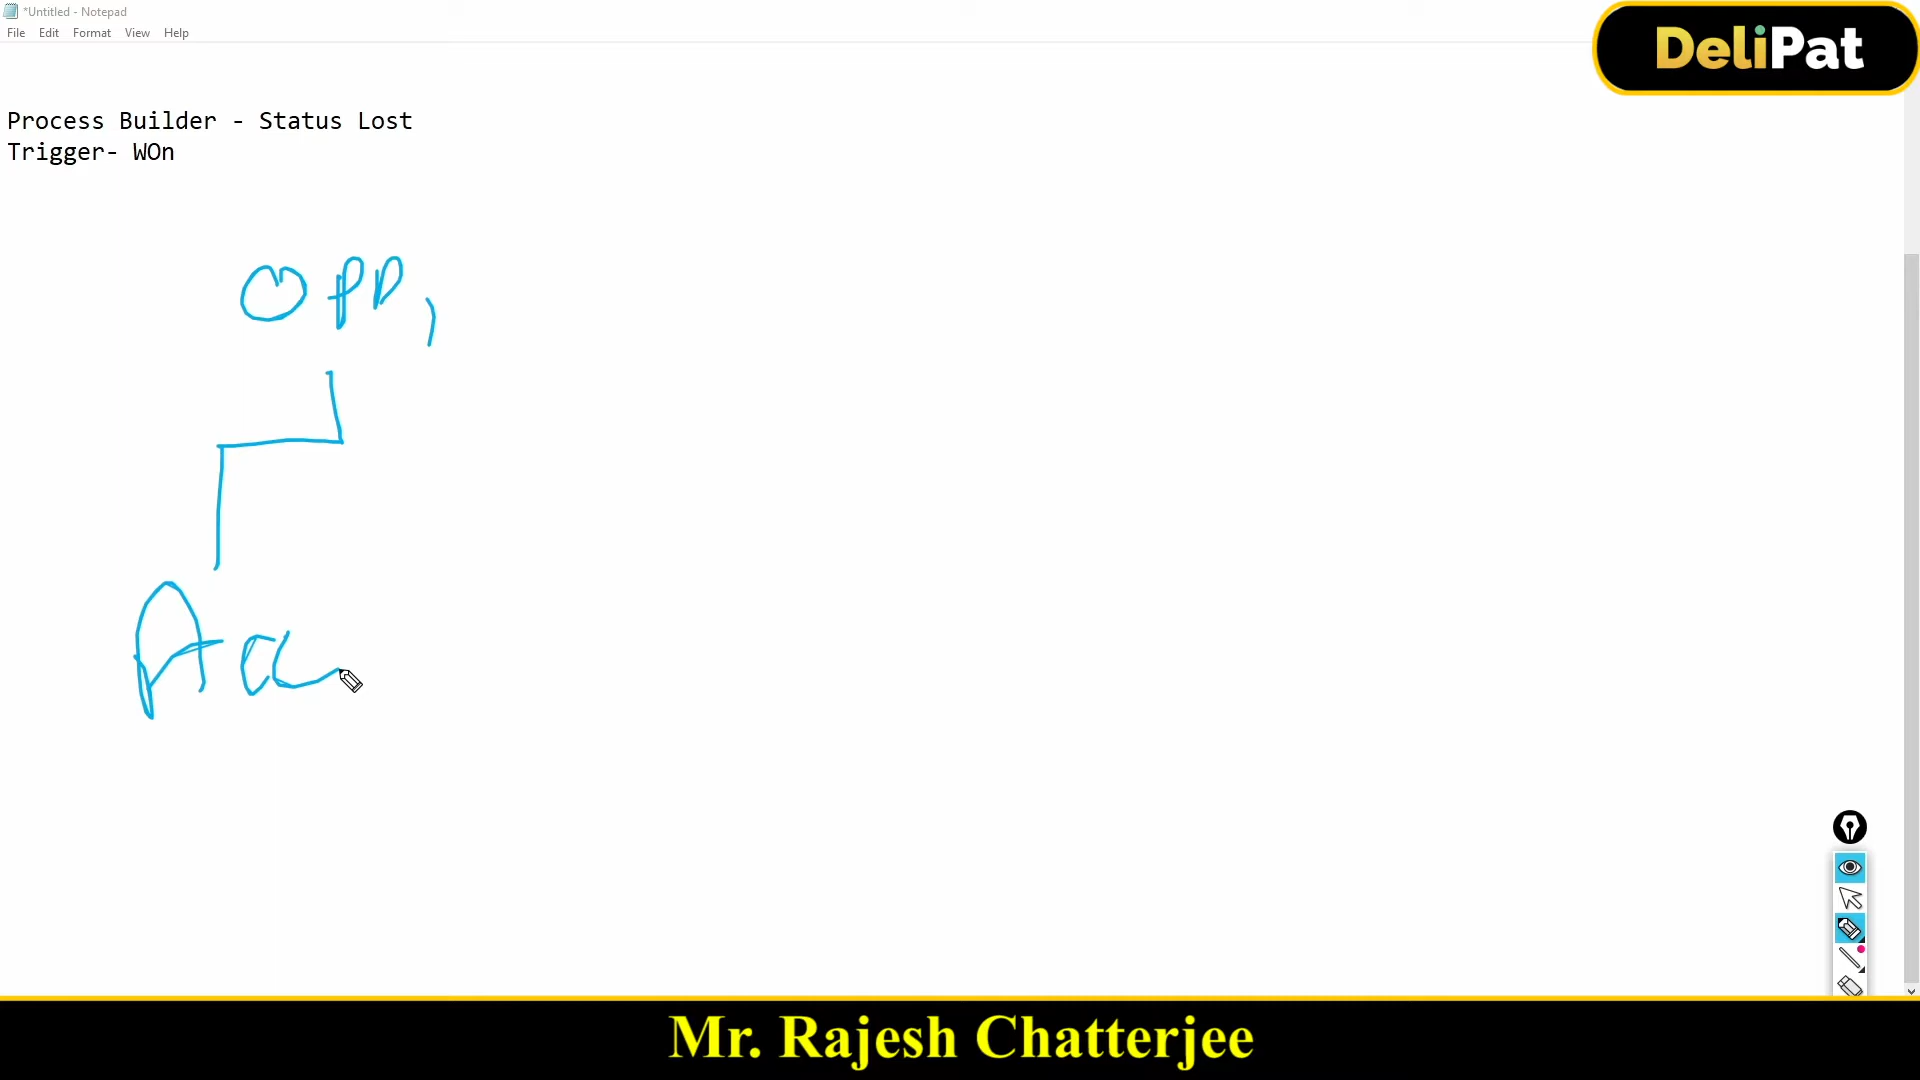 *Untitled - Notepad
File Edit Format View Help
DeliPat
Process Builder - Status Lost
Trigger- WOn
Opp,
Acc
Mr. Rajesh Chatterjee